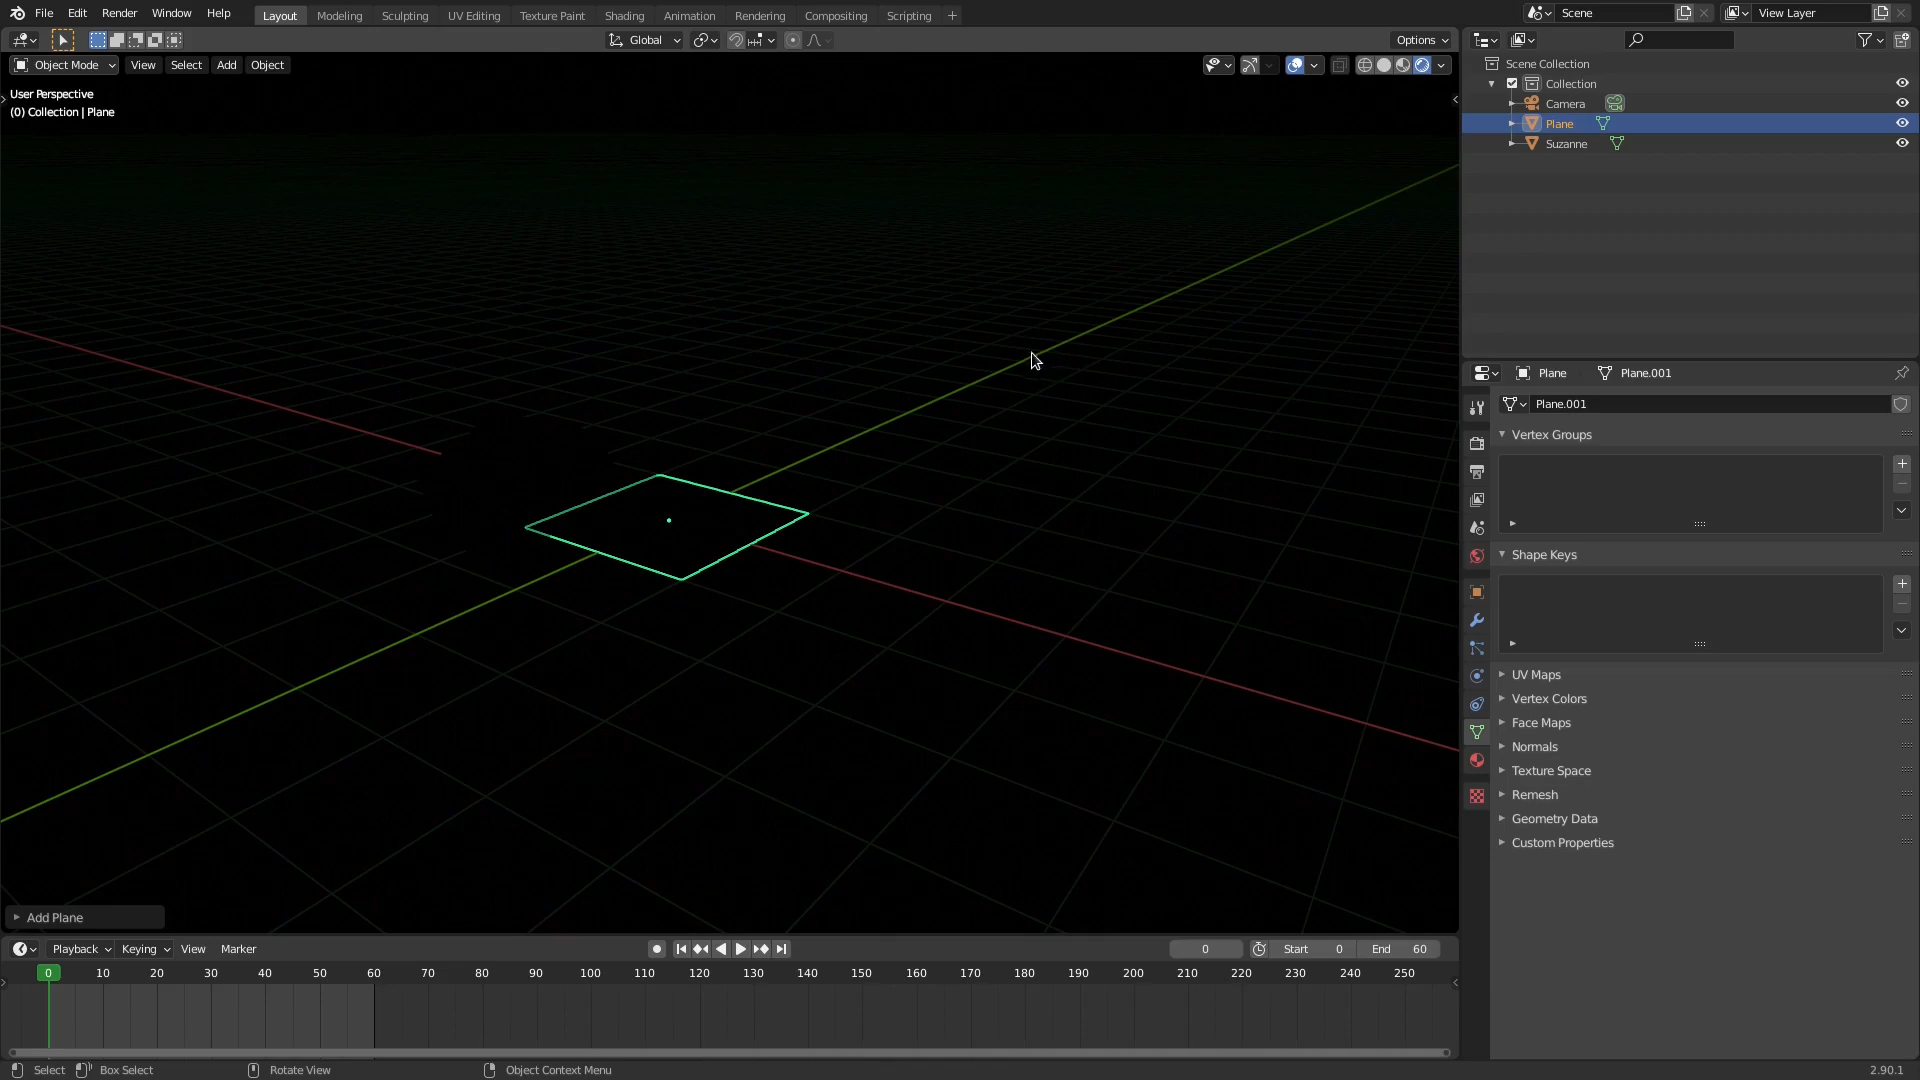 File Edit Render Window Help Layout Modeling Sculpting UV Editing Texture Paint Shading Animation Rendering Compositing Scripting + Scene View Layer
Global Options
Object Mode View Select Add Object
User Perspective
(0) Collection | Plane
Add Plane
Scene Collection
Collection
Camera
Plane
Suzanne
Plane Plane.001
Plane.001
Vertex Groups
Shape Keys
UV Maps
Vertex Colors
Face Maps
Normals
Texture Space
Remesh
Geometry Data
Custom Properties
Playback Keying View Marker 0 Start 0 End 60
0 10 20 30 40 50 60 70 80 90 100 110 120 130 140 150 160 170 180 190 200 210 220 230 240 250
Select Box Select Rotate View Object Context Menu 2.90.1